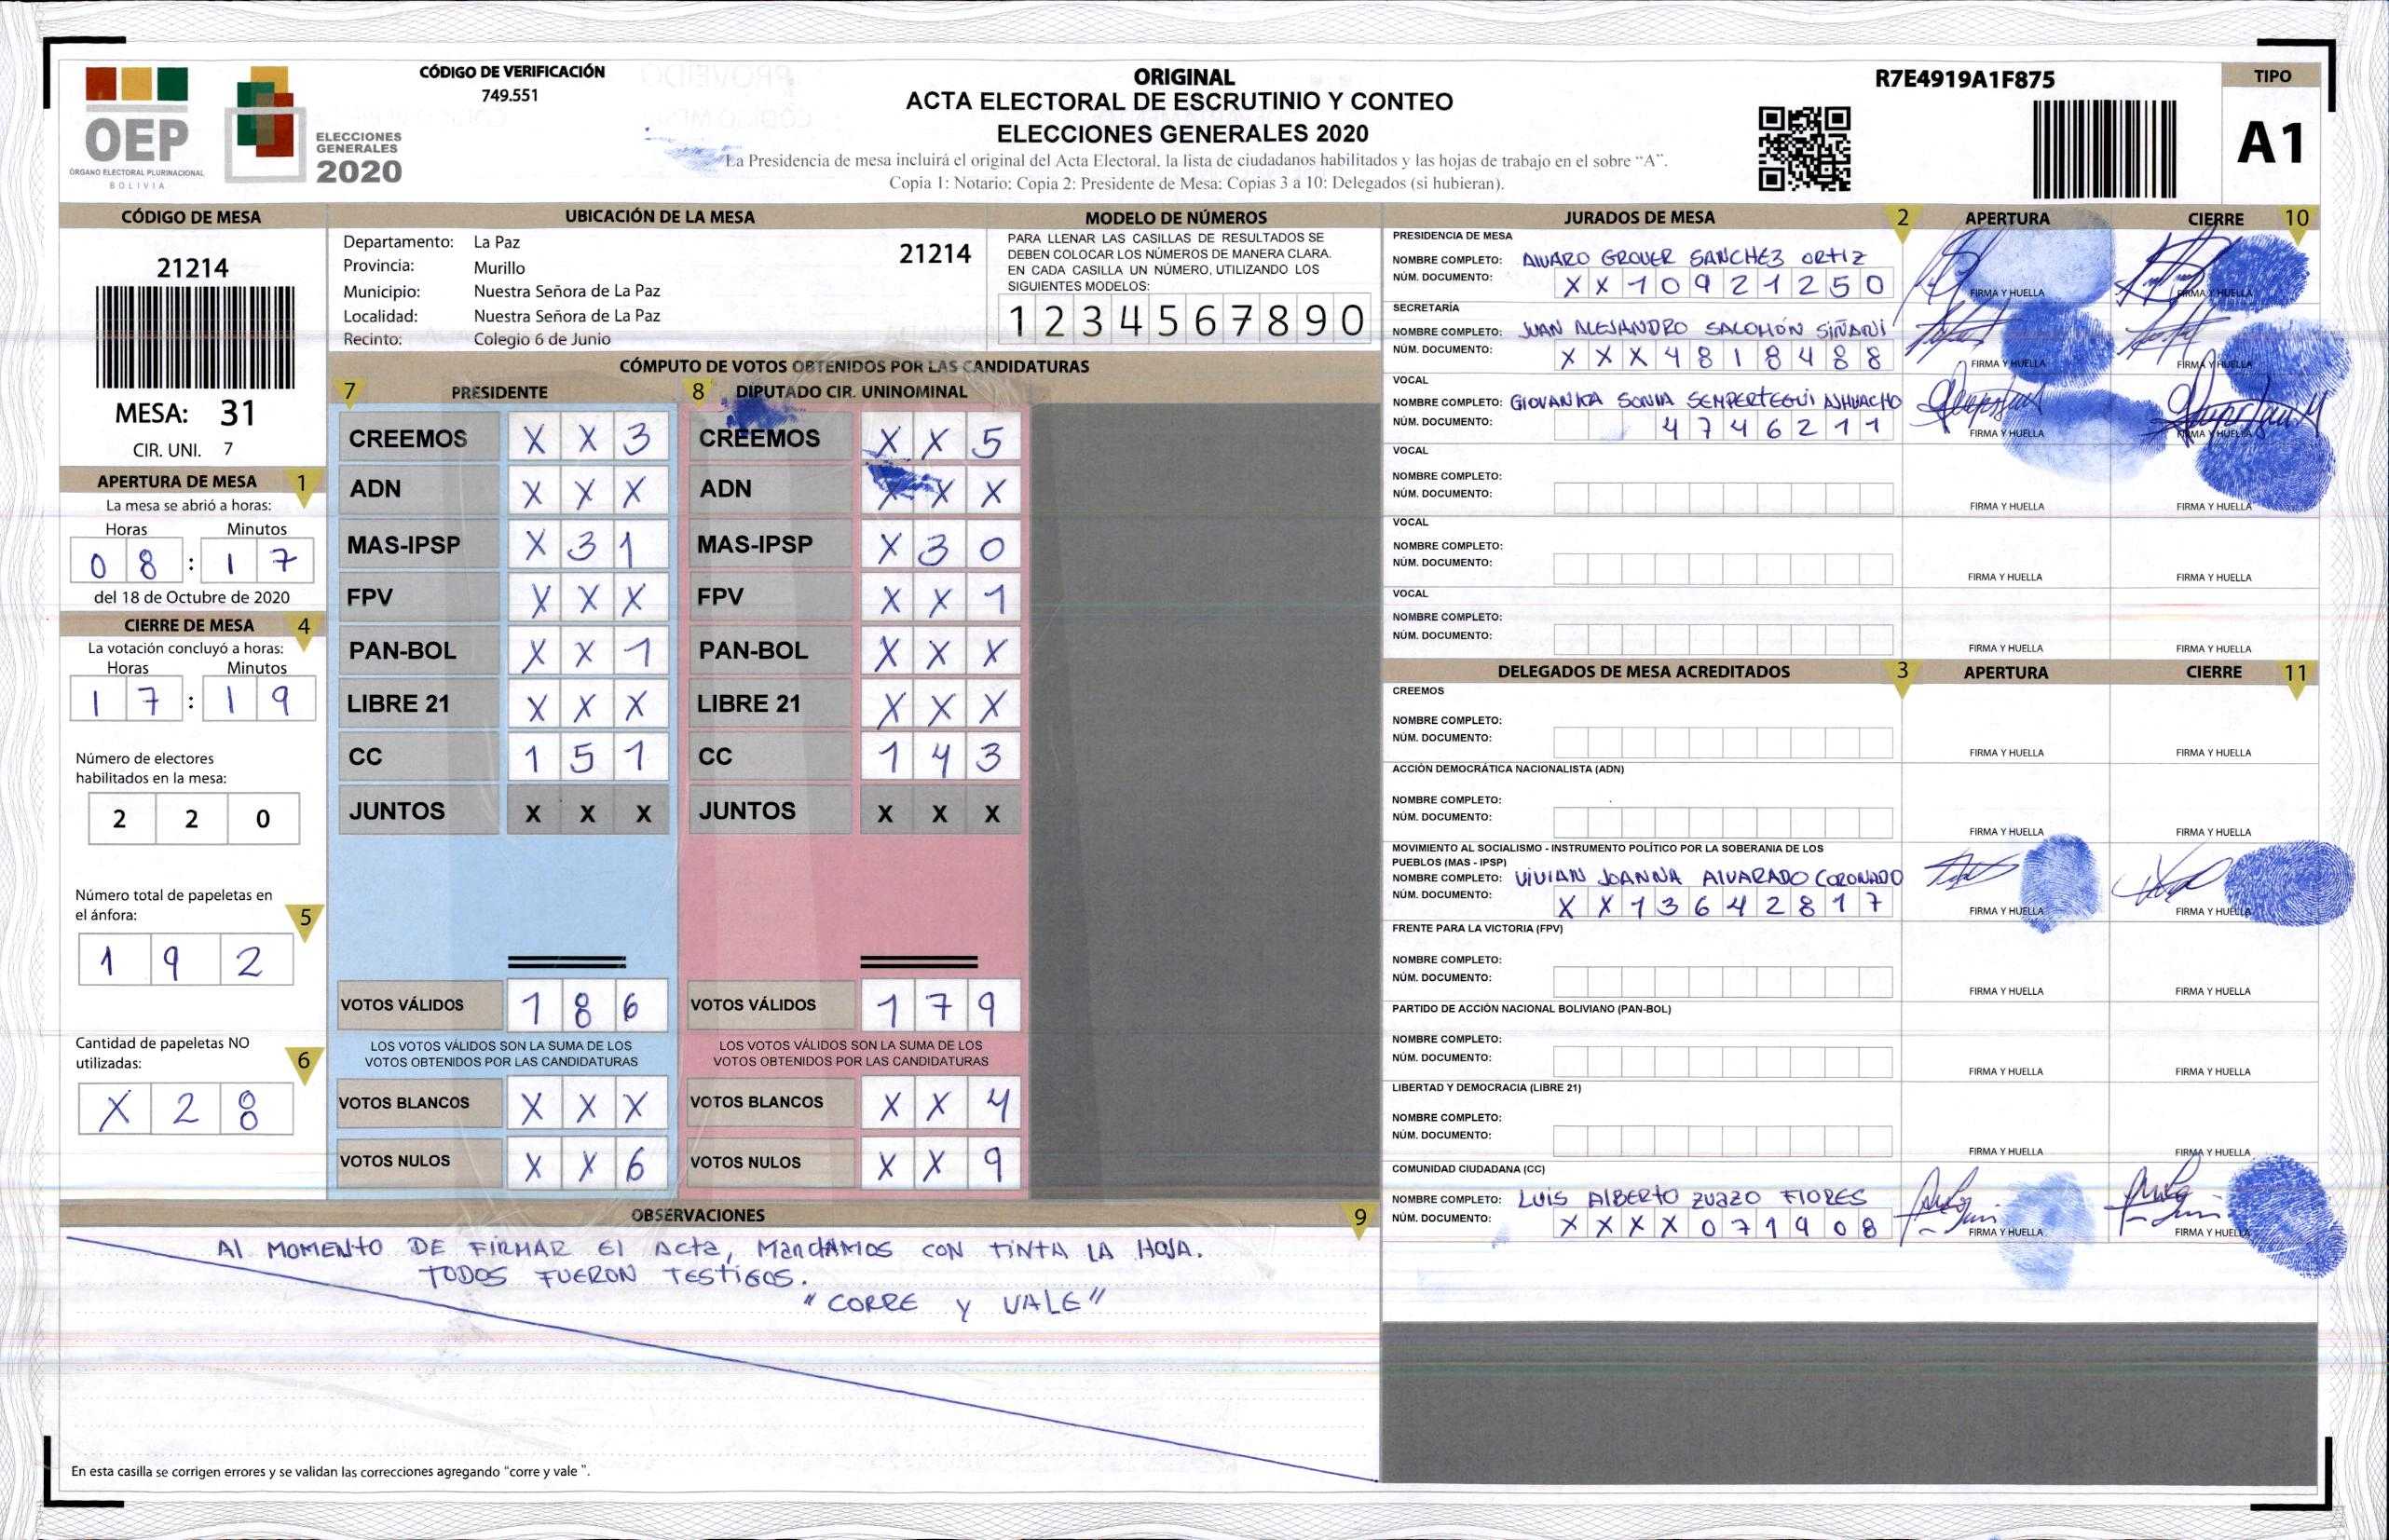 OEP
ÓRGANO ELECTORAL PLURINACIONAL
BOLIVIA
ELECCIONES
GENERALES
2020
CÓDIGO DE VERIFICACIÓN
749.551
ORIGINAL
ACTA ELECTORAL DE ESCRUTINIO Y CONTEO
ELECCIONES GENERALES 2020
La Presidencia de mesa incluirá el original del Acta Electoral, la lista de ciudadanos habilitados y las hojas de trabajo en el sobre "A".
Copia 1: Notario: Copia 2: Presidente de Mesa: Copias 3 a 10: Delegados (si hubieran).
R7E4919A1F875
TIPO
A1
CÓDIGO DE MESA
21214
MESA: 31
CIR. UNI. 7
APERTURA DE MESA 1
La mesa se abrió a horas:
Horas Minutos
0 8 : 1 7
del 18 de Octubre de 2020
CIERRE DE MESA 4
La votación concluyó a horas:
Horas Minutos
1 7 : 1 9
Número de electores
habilitados en la mesa:
2 2 0
Número total de papeletas en
el ánfora: 5
1 9 2
Cantidad de papeletas NO
utilizadas: 6
X 2 8
UBICACIÓN DE LA MESA
Departamento: La Paz 21214
Provincia: Murillo
Municipio: Nuestra Señora de La Paz
Localidad: Nuestra Señora de La Paz
Recinto: Colegio 6 de Junio
MODELO DE NÚMEROS
PARA LLENAR LAS CASILLAS DE RESULTADOS SE
DEBEN COLOCAR LOS NÚMEROS DE MANERA CLARA.
EN CADA CASILLA UN NÚMERO, UTILIZANDO LOS
SIGUIENTES MODELOS:
1 2 3 4 5 6 7 8 9 0
CÓMPUTO DE VOTOS OBTENIDOS POR LAS CANDIDATURAS
7 PRESIDENTE 8 DIPUTADO CIR. UNINOMINAL
CREEMOS X X 3 CREEMOS X X 5
ADN X X X ADN X X X
MAS-IPSP X 3 1 MAS-IPSP X 3 0
FPV X X X FPV X X 1
PAN-BOL X X 1 PAN-BOL X X X
LIBRE 21 X X X LIBRE 21 X X X
CC 1 5 1 CC 1 4 3
JUNTOS X X X JUNTOS X X X
VOTOS VÁLIDOS 1 8 6 VOTOS VÁLIDOS 1 7 9
LOS VOTOS VÁLIDOS SON LA SUMA DE LOS LOS VOTOS VÁLIDOS SON LA SUMA DE LOS
VOTOS OBTENIDOS POR LAS CANDIDATURAS VOTOS OBTENIDOS POR LAS CANDIDATURAS
VOTOS BLANCOS X X X VOTOS BLANCOS X X 4
VOTOS NULOS X X 6 VOTOS NULOS X X 9
OBSERVACIONES 9
Al MOMENTO DE FIRMAR El ActA, MANCHAMOS CON TINTA LA HOJA.
TODOS FUERON TESTIGOS.
"CORRE y VALE"
En esta casilla se corrigen errores y se validan las correcciones agregando "corre y vale ".
JURADOS DE MESA 2 APERTURA CIERRE 10
PRESIDENCIA DE MESA
NOMBRE COMPLETO: AlVARO GROVER SANCHEZ ORTIZ
NÚM. DOCUMENTO: X X 1 0 9 2 1 2 5 0 FIRMA Y HUELLA FIRMA Y HUELLA
SECRETARÍA
NOMBRE COMPLETO: JUAN ALEJANDRO SALOMÓN SIÑANI
NÚM. DOCUMENTO: X X X 4 8 1 8 4 8 8 FIRMA Y HUELLA FIRMA Y HUELLA
VOCAL
NOMBRE COMPLETO: GIOVANKA SONIA SEMPERTEGUI AJHUACHO
NÚM. DOCUMENTO: 4 7 4 6 2 1 1 FIRMA Y HUELLA FIRMA Y HUELLA
VOCAL
NOMBRE COMPLETO:
NÚM. DOCUMENTO: FIRMA Y HUELLA FIRMA Y HUELLA
VOCAL
NOMBRE COMPLETO:
NÚM. DOCUMENTO: FIRMA Y HUELLA FIRMA Y HUELLA
VOCAL
NOMBRE COMPLETO:
NÚM. DOCUMENTO: FIRMA Y HUELLA FIRMA Y HUELLA
DELEGADOS DE MESA ACREDITADOS 3 APERTURA CIERRE 11
CREEMOS
NOMBRE COMPLETO:
NÚM. DOCUMENTO: FIRMA Y HUELLA FIRMA Y HUELLA
ACCIÓN DEMOCRÁTICA NACIONALISTA (ADN)
NOMBRE COMPLETO:
NÚM. DOCUMENTO: FIRMA Y HUELLA FIRMA Y HUELLA
MOVIMIENTO AL SOCIALISMO - INSTRUMENTO POLÍTICO POR LA SOBERANIA DE LOS
PUEBLOS (MAS - IPSP)
NOMBRE COMPLETO: VIVIAN JOANNA AlVARADO CORONADO
NÚM. DOCUMENTO: X X 1 3 6 4 2 8 1 7 FIRMA Y HUELLA FIRMA Y HUELLA
FRENTE PARA LA VICTORIA (FPV)
NOMBRE COMPLETO:
NÚM. DOCUMENTO: FIRMA Y HUELLA FIRMA Y HUELLA
PARTIDO DE ACCIÓN NACIONAL BOLIVIANO (PAN-BOL)
NOMBRE COMPLETO:
NÚM. DOCUMENTO: FIRMA Y HUELLA FIRMA Y HUELLA
LIBERTAD Y DEMOCRACIA (LIBRE 21)
NOMBRE COMPLETO:
NÚM. DOCUMENTO: FIRMA Y HUELLA FIRMA Y HUELLA
COMUNIDAD CIUDADANA (CC)
NOMBRE COMPLETO: LUIS AlBERTO ZUAZO FlORES
NÚM. DOCUMENTO: X X X X 0 7 1 9 0 8 FIRMA Y HUELLA FIRMA Y HUELLA